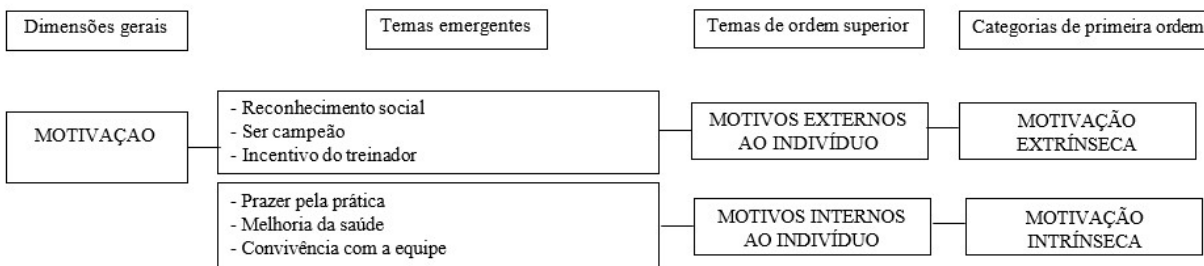 Dimensões gerais
Temas emergentes
Temas de ordem superior
Categorias de primeira ordem
MOTIVAÇAO
- Reconhecimento social
- Ser campeão
- Incentivo do treinador
MOTIVOS EXTERNOS
AO INDIVÍDUO
MOTIVAÇÃO
EXTRÍNSECA
- Prazer pela prática
- Melhoria da saúde
- Convivência com a equipe
MOTIVOS INTERNOS
AO INDIVÍDUO
MOTIVAÇÃO
INTRÍNSECA